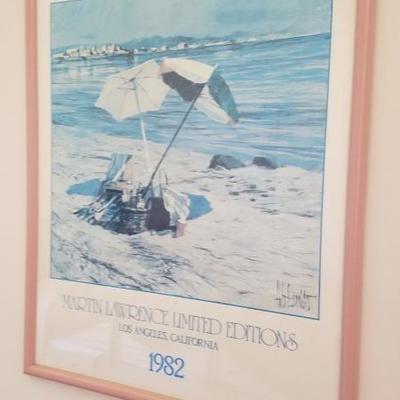 MARTIN LAWRENCE LIMITED EDITIONS
LOS ANGELES, CALIFORNIA
1982